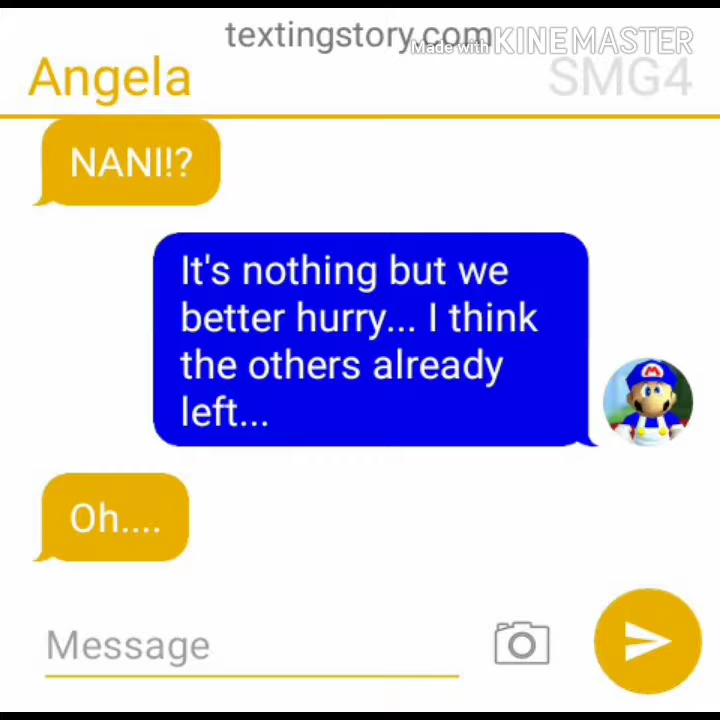 textingstory.com
Made with KINEMASTER
Angela
SMG4
NANI!?
It's nothing but we
better hurry... I think
the others already
left...
Oh....
Message